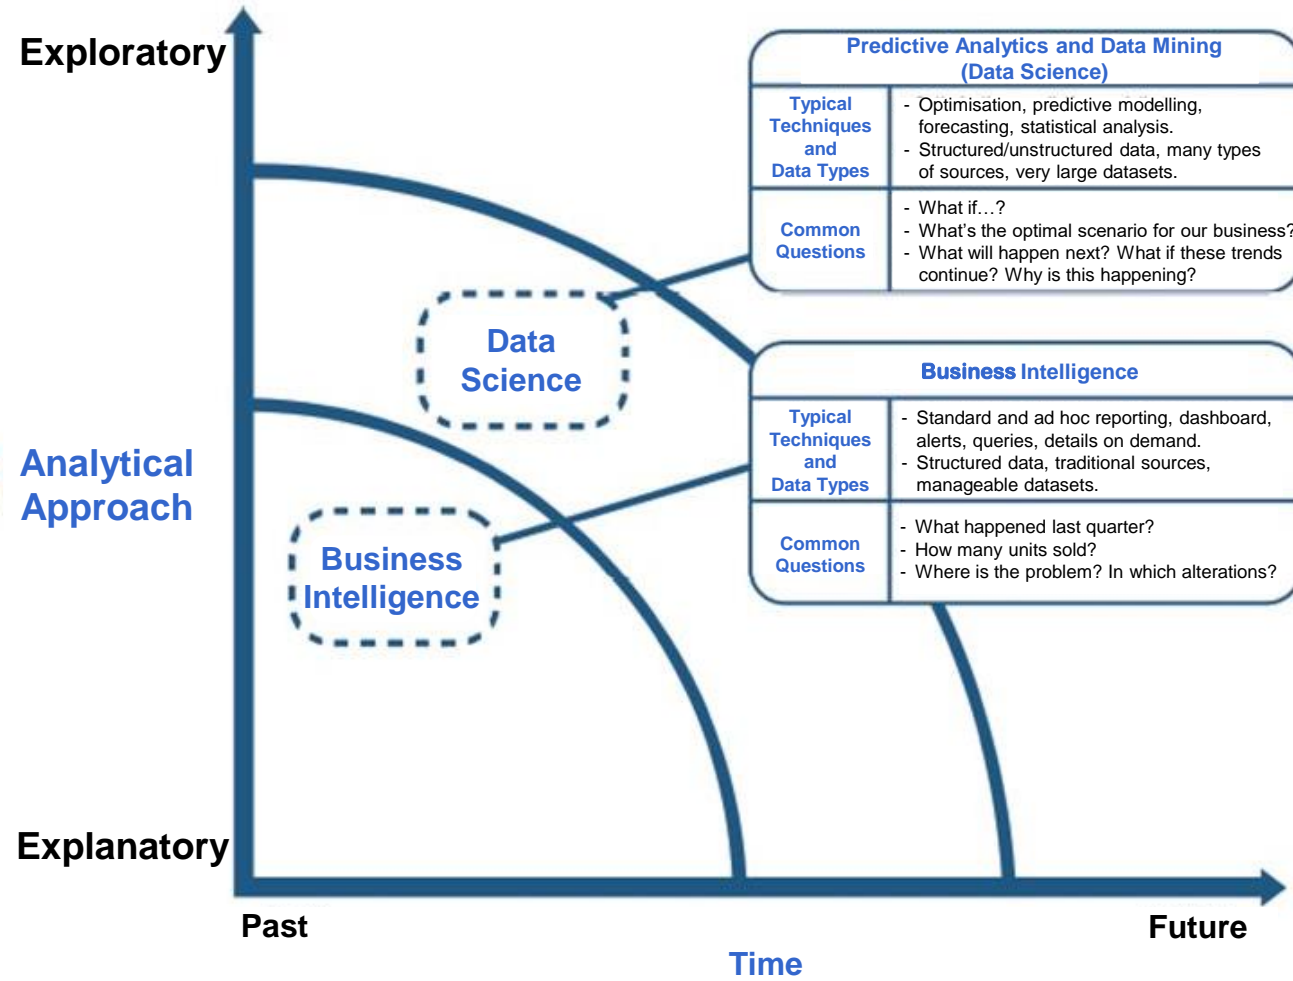 Exploratory
Predictive Analytics and Data Mining
(Data Science)
Typical
Techniques
and
Data Types
- Optimisation, predictive modelling,
forecasting, statistical analysis.
- Structured/unstructured data, many types
of sources, very large datasets.
Common
Questions
- What if…?
- What's the optimal scenario for our business?
- What will happen next? What if these trends
continue? Why is this happening?
Data
Science
Business Intelligence
Typical
Techniques
and
Data Types
- Standard and ad hoc reporting, dashboard,
alerts, queries, details on demand.
- Structured data, traditional sources,
manageable datasets.
Common
Questions
- What happened last quarter?
- How many units sold?
- Where is the problem? In which alterations?
Analytical
Approach
Business
Intelligence
Explanatory
Past
Future
Time